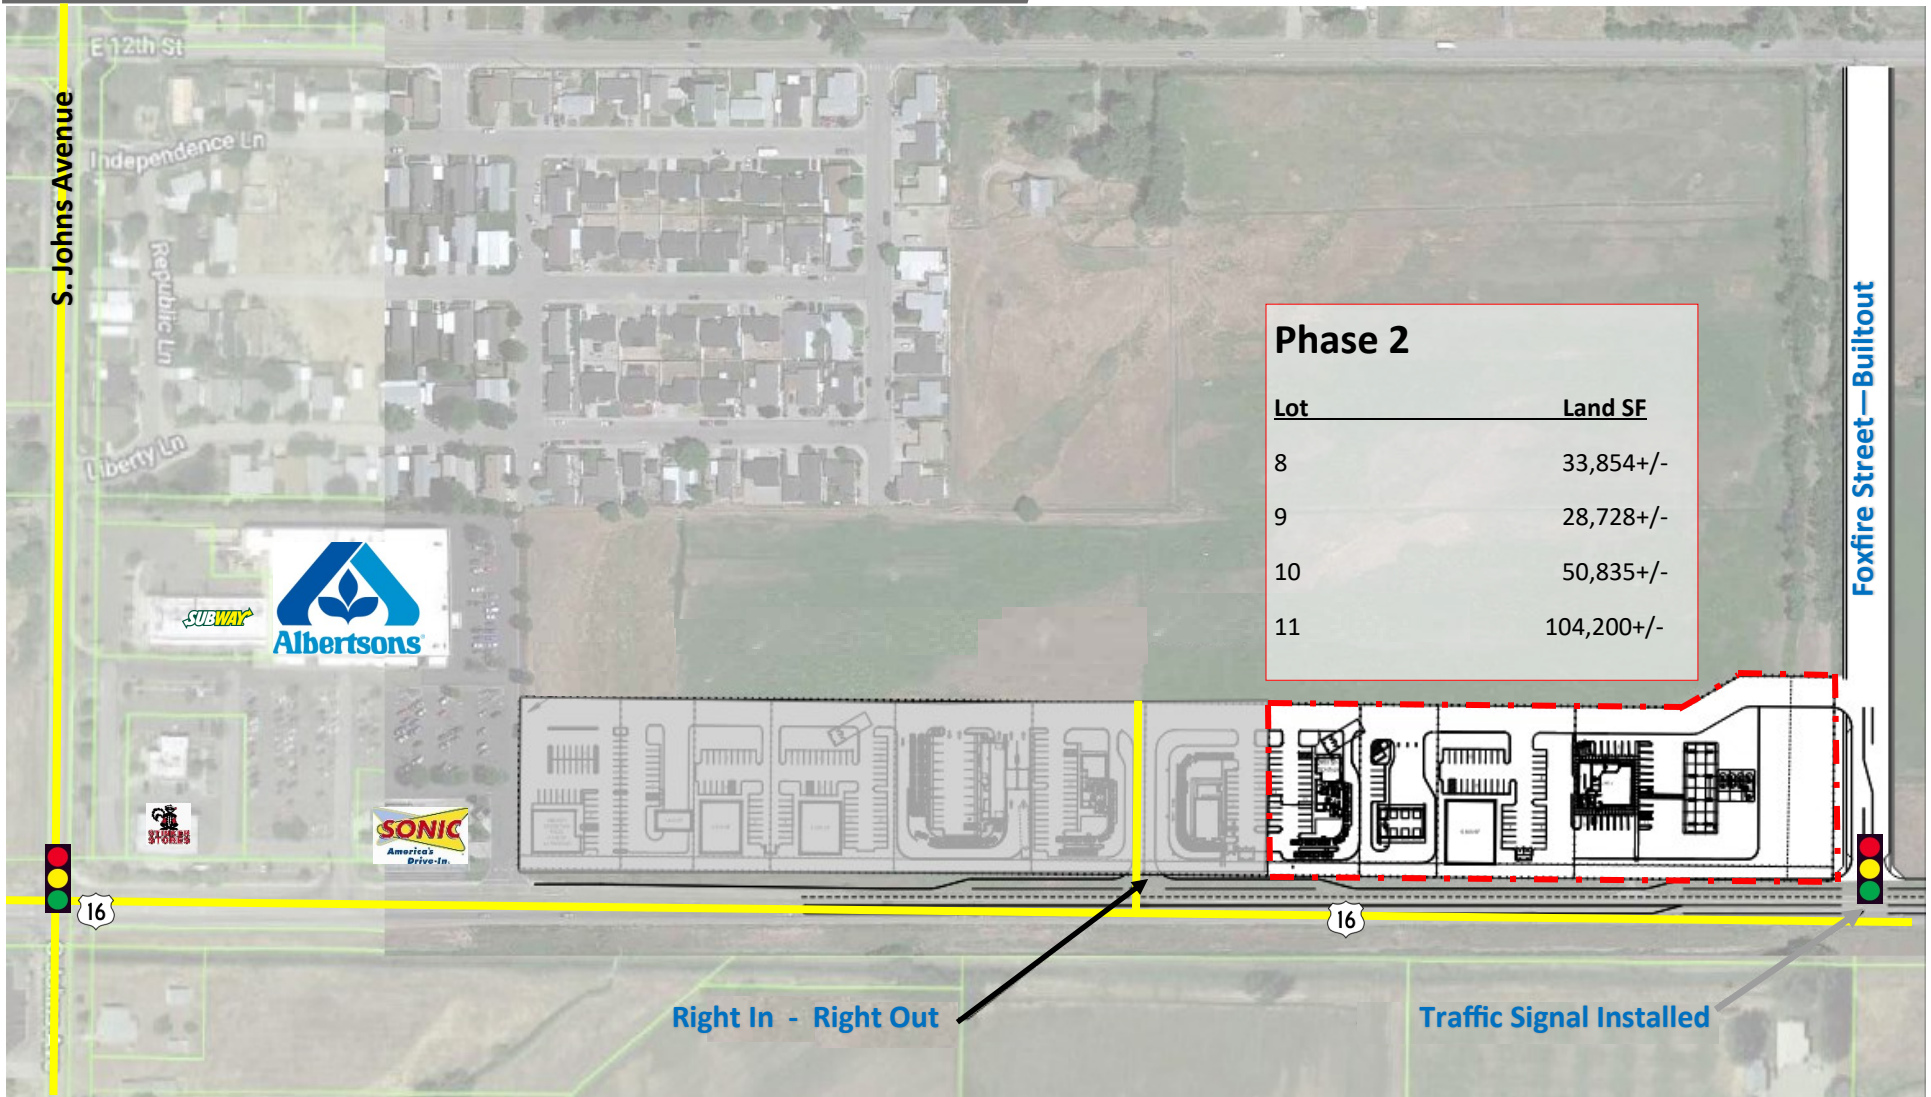 E 12th St
S. Johns Avenue
Independence Ln
Republic Ln
Liberty Ln
Phase 2
Lot Land SF
8 33,854+/-
9 28,728+/-
10 50,835+/-
11 104,200+/-
Foxfire Street—Builtout
SUBWAY
Albertsons
STORES
SONIC
America's
Drive-In.
16
16
Right In - Right Out
Traffic Signal Installed